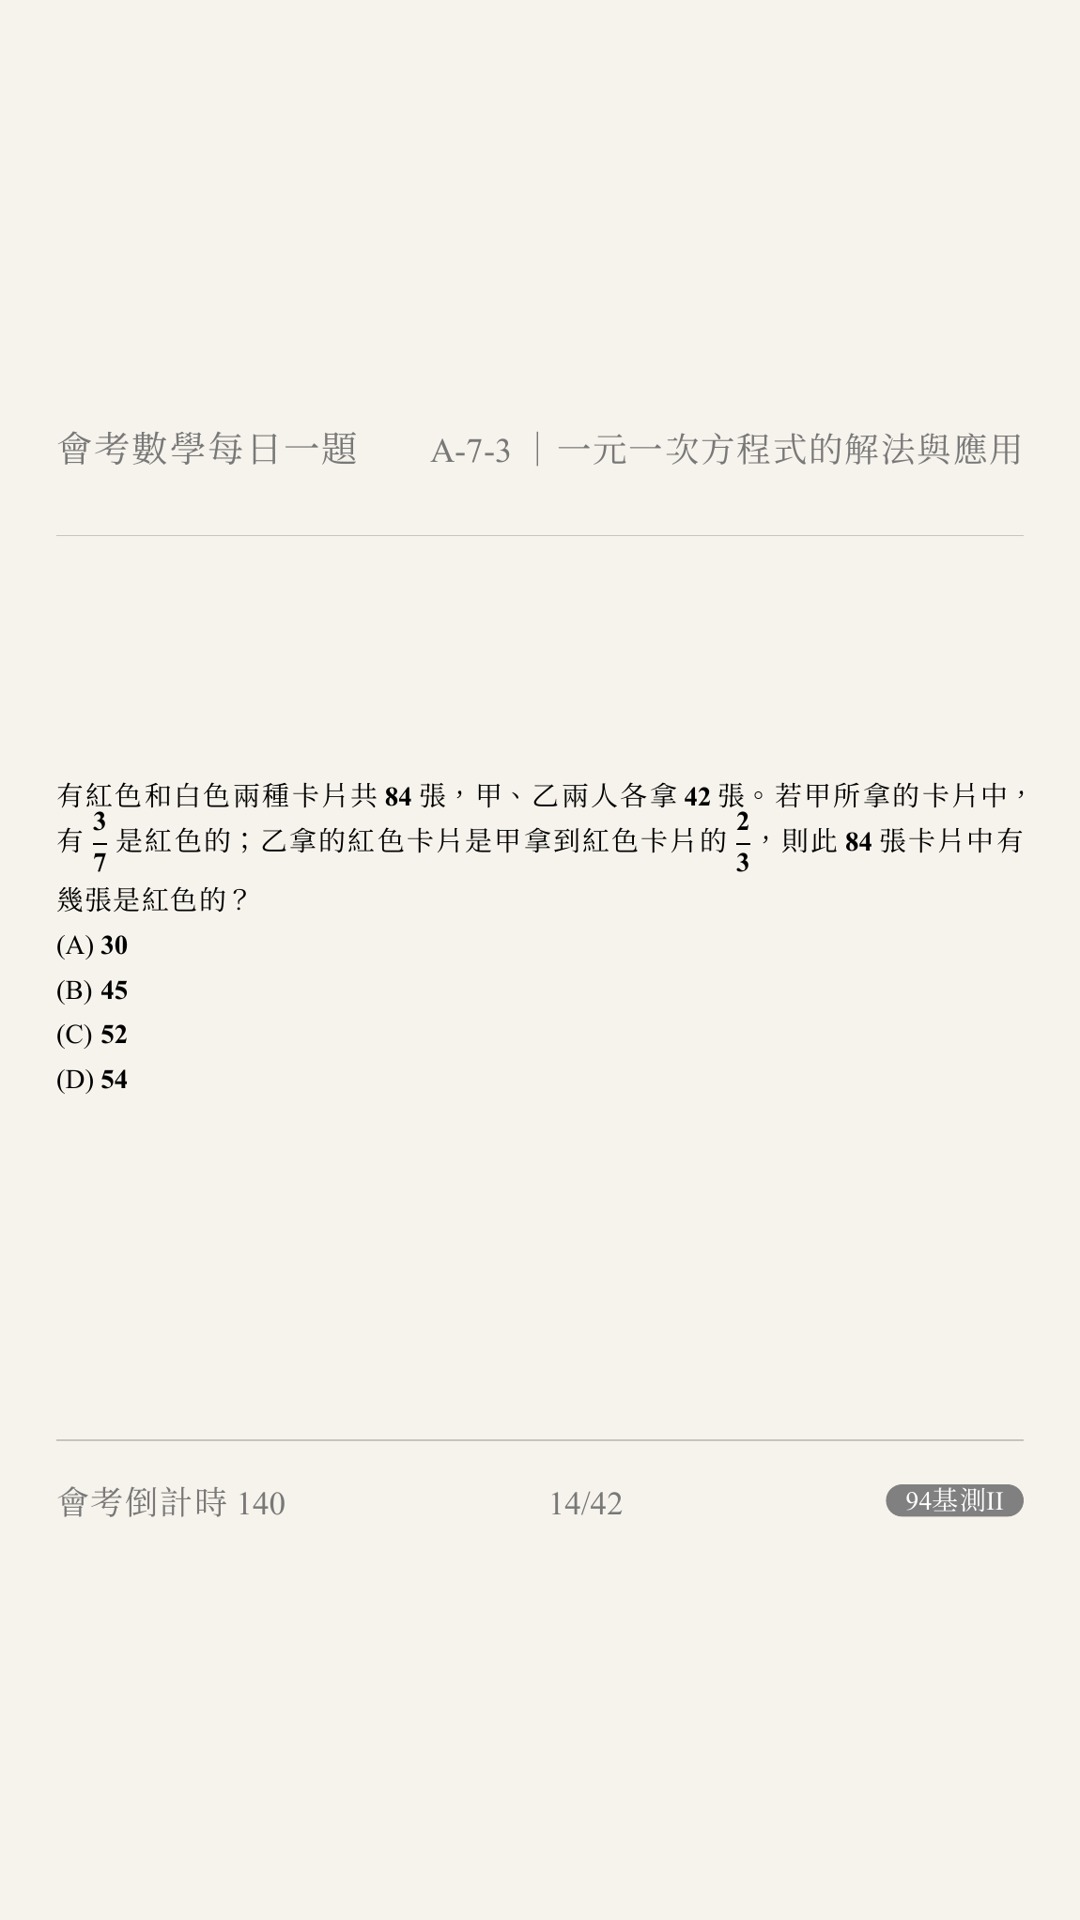 會考數學每日一題 A-7-3｜一元一次方程式的解法與應用
有紅色和白色兩種卡片共 84 張，甲、乙兩人各拿 42 張。若甲所拿的卡片中，
有 3/7 是紅色的；乙拿的紅色卡片是甲拿到紅色卡片的 2/3，則此 84 張卡片中有
幾張是紅色的？
(A) 30
(B) 45
(C) 52
(D) 54
會考倒計時 140 14/42 94基測II